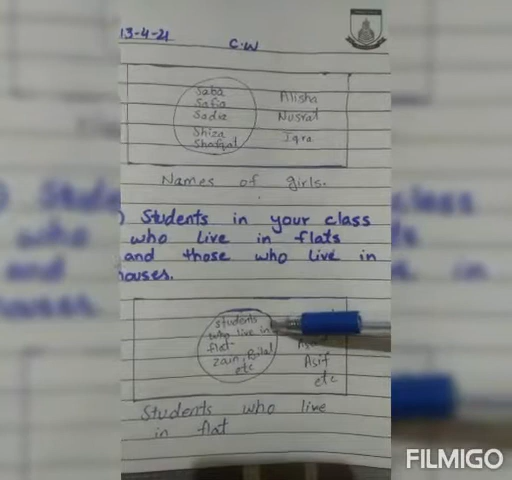 13-4-21
C.W
Saba
Safia
Sadia
Shiza
Shafqat
Alisha
Nusrat
Iqra
Names of girls.
) Students in your class
who live in flats
and those who live in
houses.
Students
who live in
flat
Zain, Bilal
etc
Asif
etc
Students who live
in flat
FILMIGO